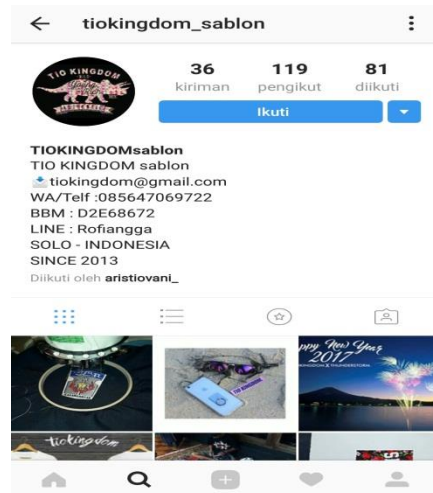 tiokingdom_sablon
TIO KINGDOM
36 119 81
kiriman pengikut diikuti
Ikuti
TIOKINGDOMsablon
TIO KINGDOM sablon
tiokingdom@gmail.com
WA/Telf :085647069722
BBM : D2E68672
LINE : Rofiangga
SOLO - INDONESIA
SINCE 2013
Diikuti oleh aristiovani_
Happy New Year
2017
tiokingdom